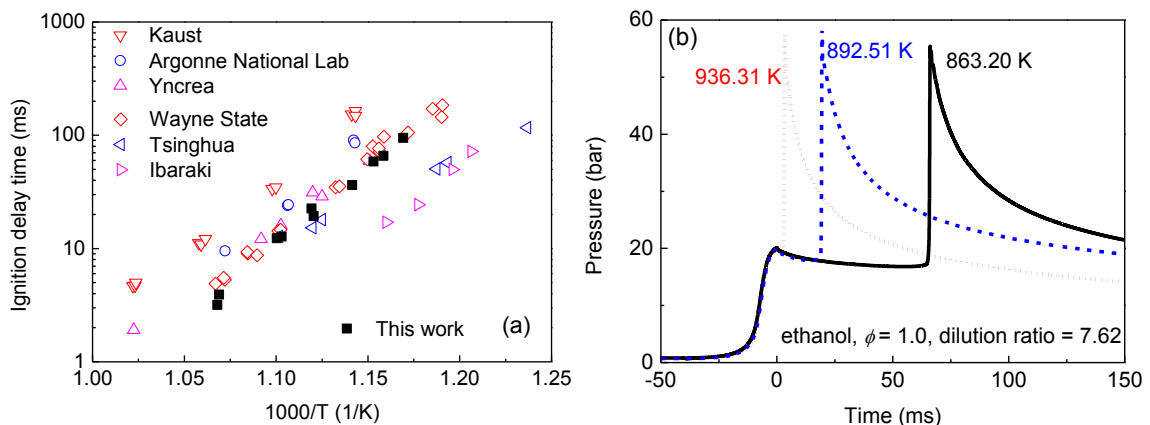 1000
100
10
1
Ignition delay time (ms)
Kaust
Argonne National Lab
Yncrea
Wayne State
Tsinghua
Ibaraki
This work
(a)
1.00 1.05 1.10 1.15 1.20 1.25
1000/T (1/K)
(b)
60
40
20
0
Pressure (bar)
936.31 K
892.51 K
863.20 K
ethanol, ϕ = 1.0, dilution ratio = 7.62
-50 0 50 100 150
Time (ms)